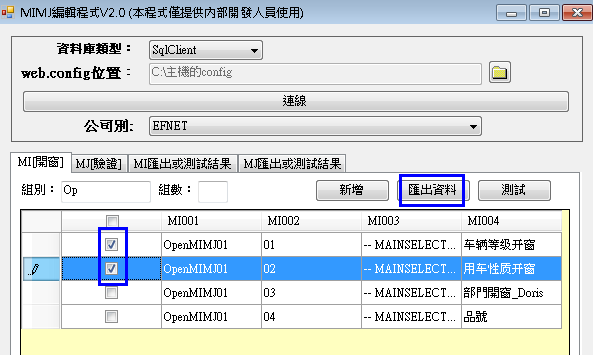 MIMJ編輯程式V2.0 (本程式僅提供內部開發人員使用)
資料庫類型： SqlClient
web.config位置： C:\主機的config
連線
公司別: EFNET
MI[開窗] MJ[驗證] MI匯出或測試結果 MJ匯出或測試結果
組別： Op 組數： 新增 匯出資料 測試
MI001 MI002 MI003 MI004
OpenMIMJ01 01 -- MAINSELECT... 车辆等级开窗
OpenMIMJ01 02 -- MAINSELECT... 用车性质开窗
OpenMIMJ01 03 -- MAINSELECT... 部門開窗_Doris
OpenMIMJ01 04 -- MAINSELECT... 品號